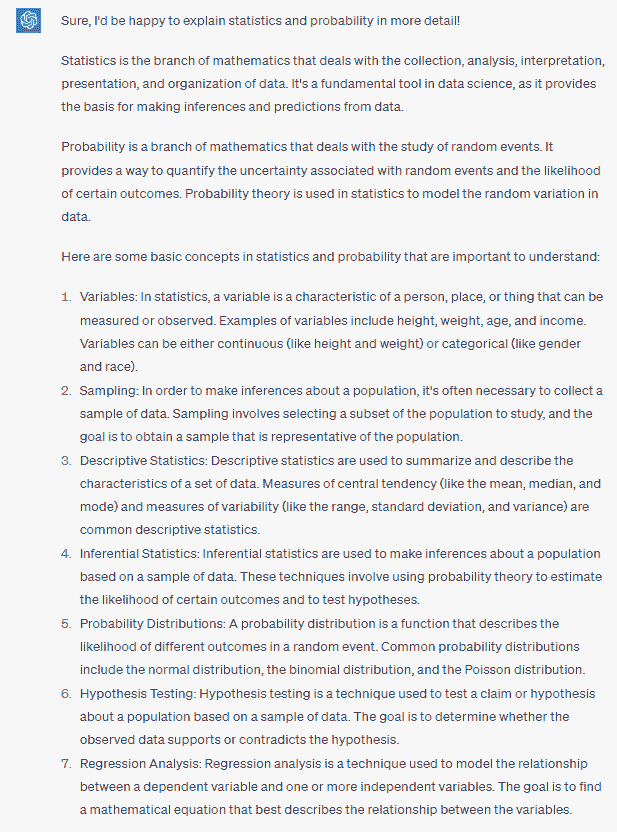 Sure, I'd be happy to explain statistics and probability in more detail!
Statistics is the branch of mathematics that deals with the collection, analysis, interpretation,
presentation, and organization of data. It's a fundamental tool in data science, as it provides
the basis for making inferences and predictions from data.
Probability is a branch of mathematics that deals with the study of random events. It
provides a way to quantify the uncertainty associated with random events and the likelihood
of certain outcomes. Probability theory is used in statistics to model the random variation in
data.
Here are some basic concepts in statistics and probability that are important to understand:
1. Variables: In statistics, a variable is a characteristic of a person, place, or thing that can be
measured or observed. Examples of variables include height, weight, age, and income.
Variables can be either continuous (like height and weight) or categorical (like gender
and race).
2. Sampling: In order to make inferences about a population, it's often necessary to collect a
sample of data. Sampling involves selecting a subset of the population to study, and the
goal is to obtain a sample that is representative of the population.
3. Descriptive Statistics: Descriptive statistics are used to summarize and describe the
characteristics of a set of data. Measures of central tendency (like the mean, median, and
mode) and measures of variability (like the range, standard deviation, and variance) are
common descriptive statistics.
4. Inferential Statistics: Inferential statistics are used to make inferences about a population
based on a sample of data. These techniques involve using probability theory to estimate
the likelihood of certain outcomes and to test hypotheses.
5. Probability Distributions: A probability distribution is a function that describes the
likelihood of different outcomes in a random event. Common probability distributions
include the normal distribution, the binomial distribution, and the Poisson distribution.
6. Hypothesis Testing: Hypothesis testing is a technique used to test a claim or hypothesis
about a population based on a sample of data. The goal is to determine whether the
observed data supports or contradicts the hypothesis.
7. Regression Analysis: Regression analysis is a technique used to model the relationship
between a dependent variable and one or more independent variables. The goal is to find
a mathematical equation that best describes the relationship between the variables.